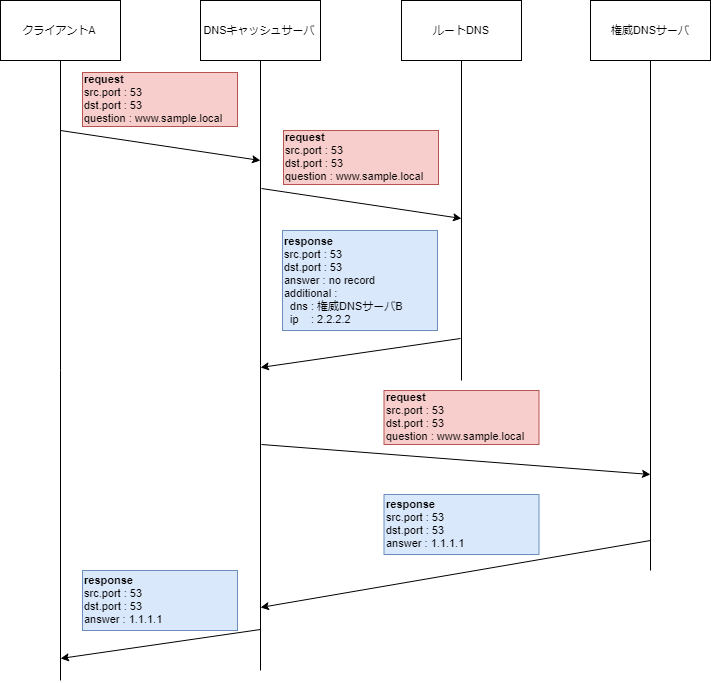 クライアントA
DNSキャッシュサーバ
ルートDNS
権威DNSサーバ
request
src.port : 53
dst.port : 53
question : www.sample.local
request
src.port : 53
dst.port : 53
question : www.sample.local
response
src.port : 53
dst.port : 53
answer : no record
additional :
dns : 権威DNSサーバB
ip : 2.2.2.2
request
src.port : 53
dst.port : 53
question : www.sample.local
response
src.port : 53
dst.port : 53
answer : 1.1.1.1
response
src.port : 53
dst.port : 53
answer : 1.1.1.1